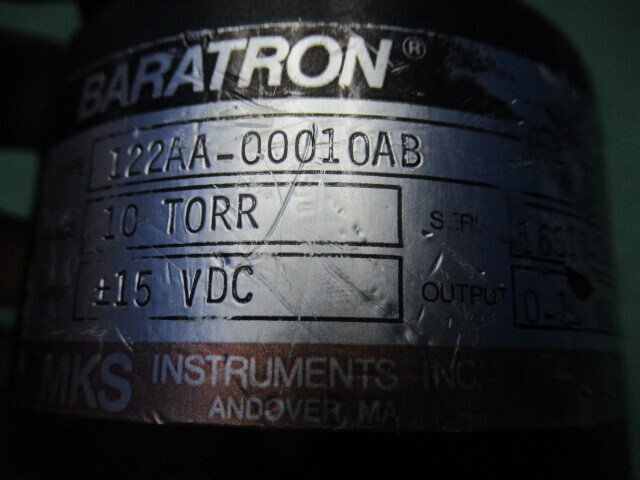 BARATRON®
122AA-00010AB
10 TORR
±15 VDC OUTPUT
MKS INSTRUMENTS INC.
ANDOVER, MA